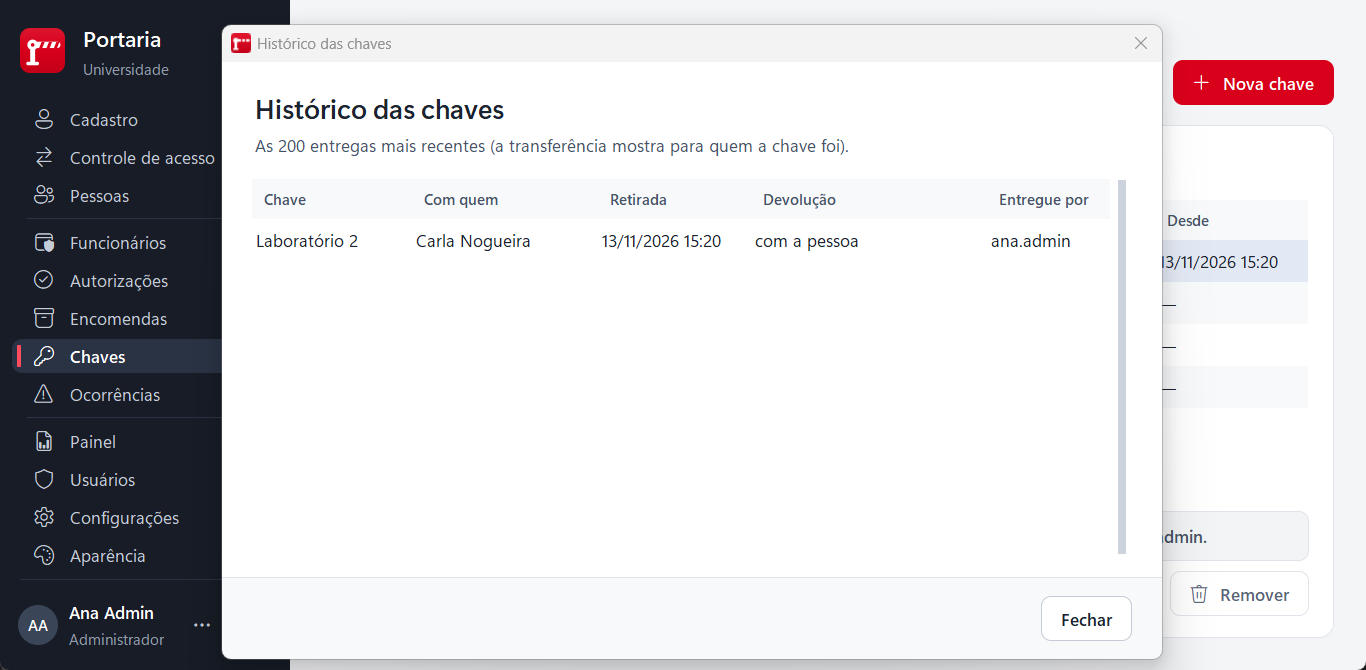 Portaria
Universidade
Cadastro
Controle de acesso
Pessoas
Funcionários
Autorizações
Encomendas
Chaves
Ocorrências
Painel
Usuários
Configurações
Aparência
AA
Ana Admin
Administrador
Histórico das chaves
Histórico das chaves
As 200 entregas mais recentes (a transferência mostra para quem a chave foi).
Chave Com quem Retirada Devolução Entregue por
Laboratório 2 Carla Nogueira 13/11/2026 15:20 com a pessoa ana.admin
Fechar
+ Nova chave
Desde
13/11/2026 15:20
—
—
—
dmin.
Remover